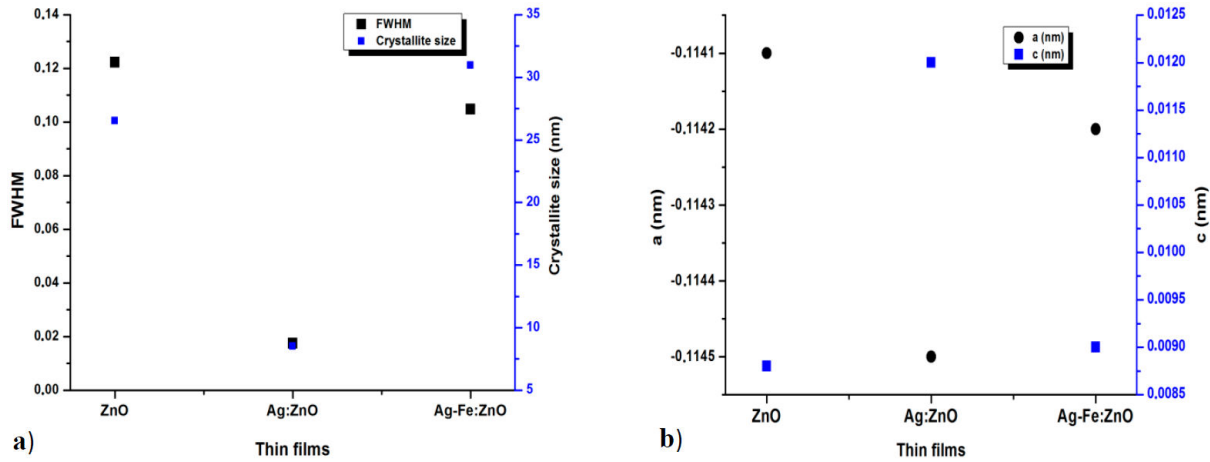 FWHM
Crystallite size
0,14
0,12
0,10
0,08
0,06
0,04
0,02
0,00
FWHM
35
30
25
20
15
10
5
Crystallite size (nm)
ZnO
Ag:ZnO
Ag-Fe:ZnO
Thin films
a)
a (nm)
c (nm)
-0,1141
-0,1142
-0,1143
-0,1144
-0,1145
a (nm)
0,0125
0,0120
0,0115
0,0110
0,0105
0,0100
0,0095
0,0090
0,0085
c (nm)
ZnO
Ag:ZnO
Ag-Fe:ZnO
Thin films
b)